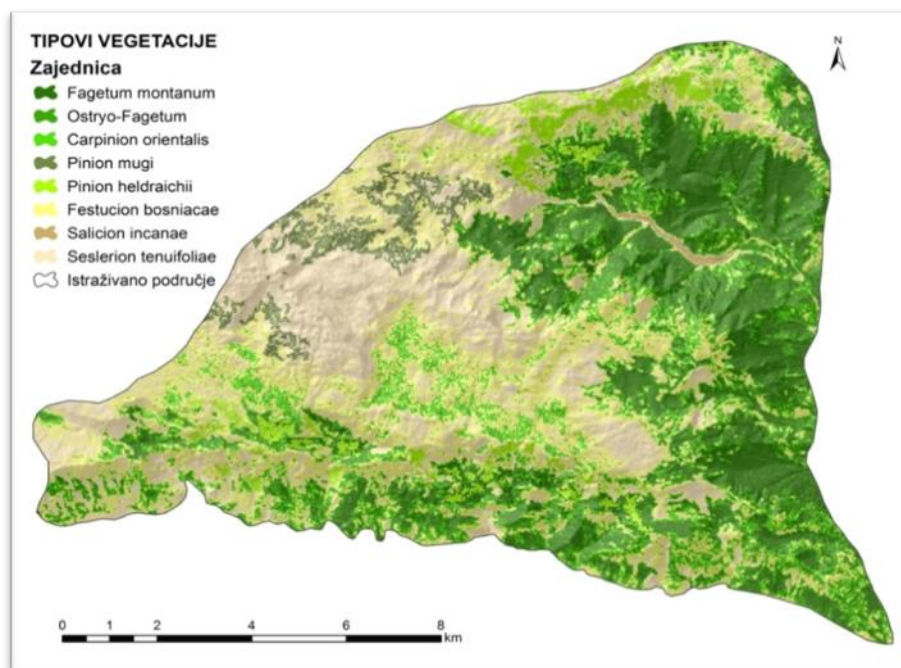 TIPOVI VEGETACIJE
Zajednica
Fagetum montanum
Ostryo-Fagetum
Carpinion orientalis
Pinion mugi
Pinion heldraichii
Festucion bosniacae
Salicion incanae
Seslerion tenuifoliae
Istraživano područje
N
0 1 2 4 6 8
km